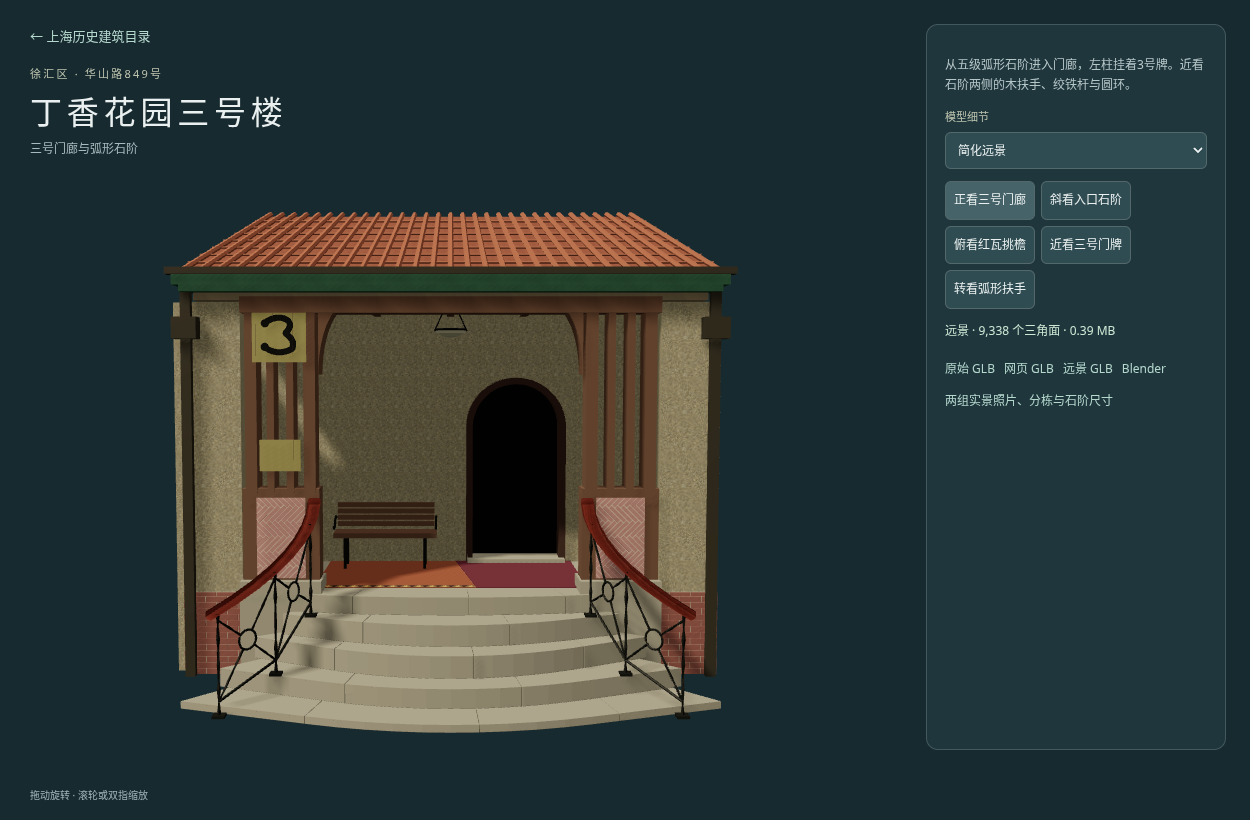 ← 上海历史建筑目录
徐汇区 · 华山路849号
丁香花园三号楼
三号门廊与弧形石阶
3
从五级弧形石阶进入门廊，左柱挂着3号牌。近看
石阶两侧的木扶手、绞铁杆与圆环。
模型细节
简化远景
正看三号门廊 斜看入口石阶
俯看红瓦挑檐 近看三号门牌
转看弧形扶手
远景 · 9,338 个三角面 · 0.39 MB
原始 GLB 网页 GLB 远景 GLB Blender
两组实景照片、分栋与石阶尺寸
拖动旋转 · 滚轮或双指缩放